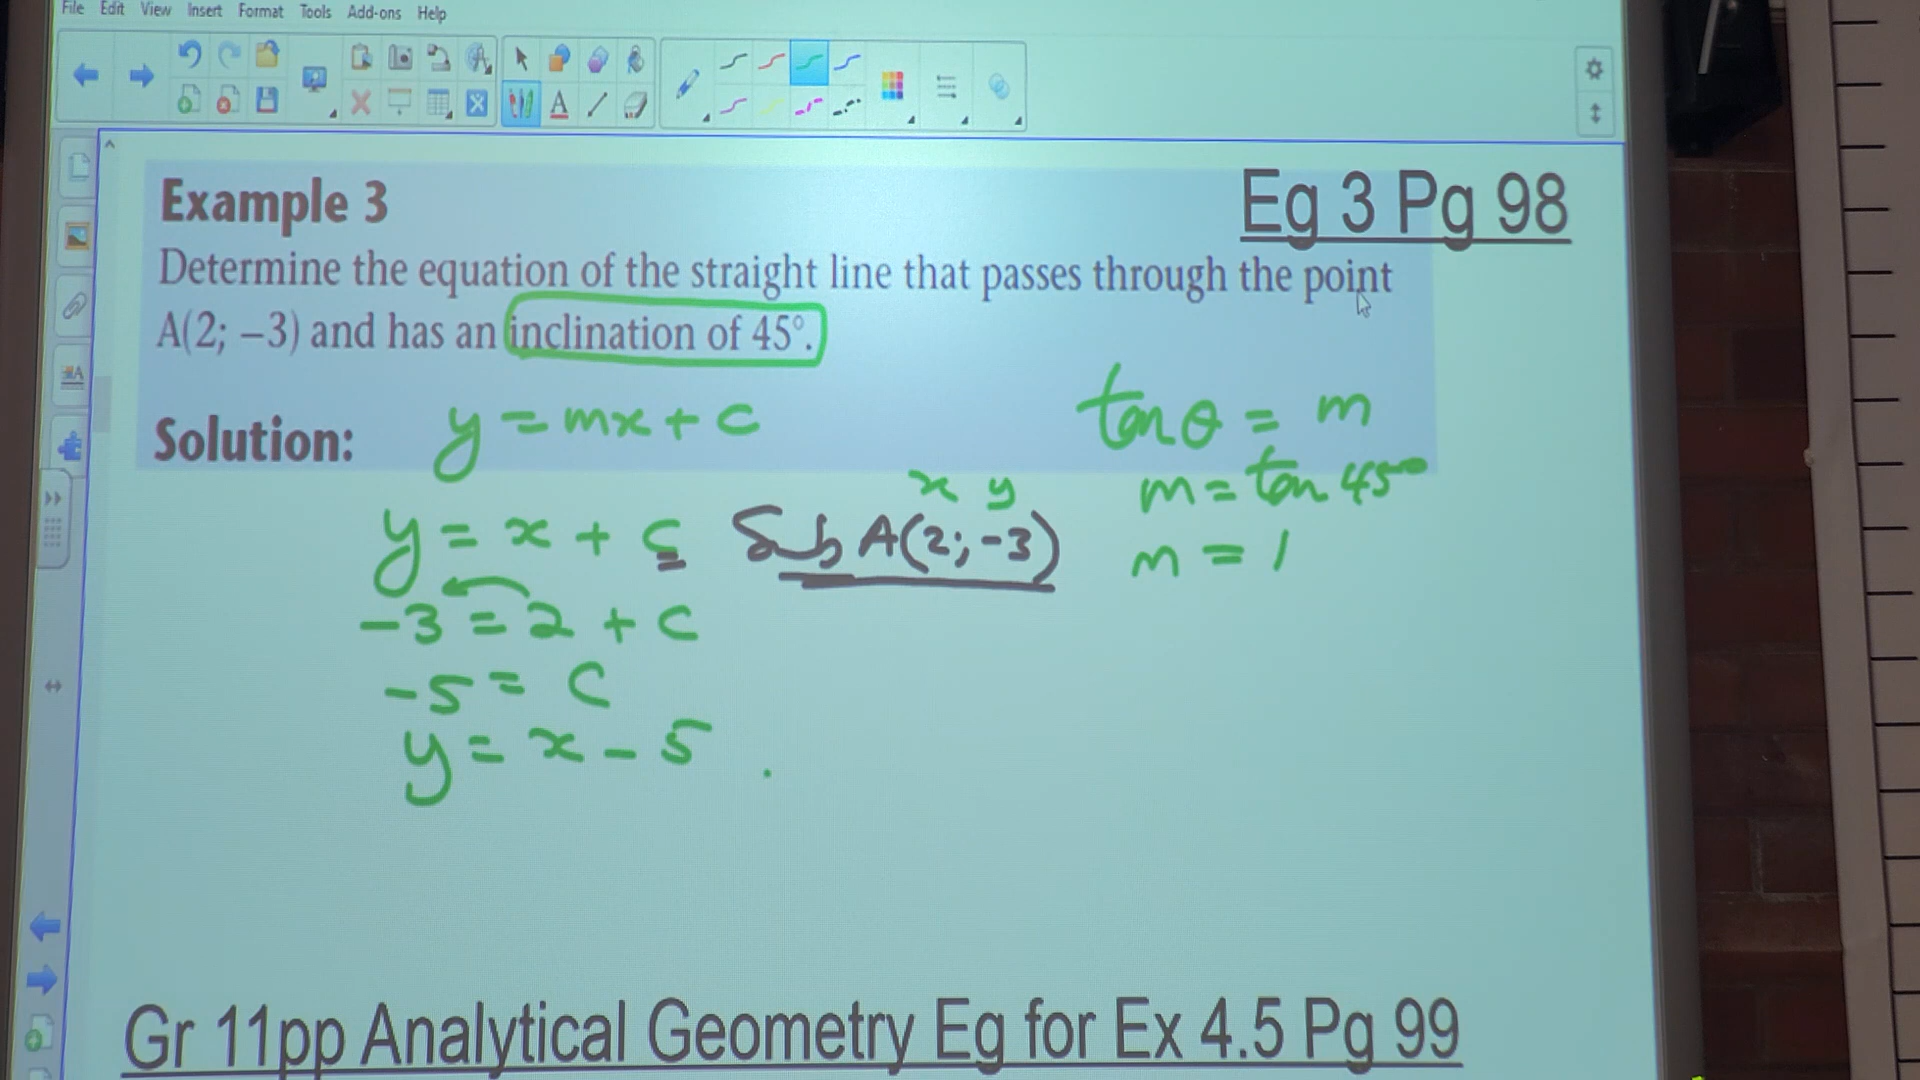 File Edit View Insert Format Tools Add-ons Help
Example 3
Eg 3 Pg 98
Determine the equation of the straight line that passes through the point
A(2; −3) and has an inclination of 45°.
Solution:
y = mx + c
tan θ = m
m = tan 45°
m = 1
x y
y = x + c Sub A(2; -3)
-3 = 2 + c
-5 = c
y = x - 5 .
Gr 11pp Analytical Geometry Eg for Ex 4.5 Pg 99